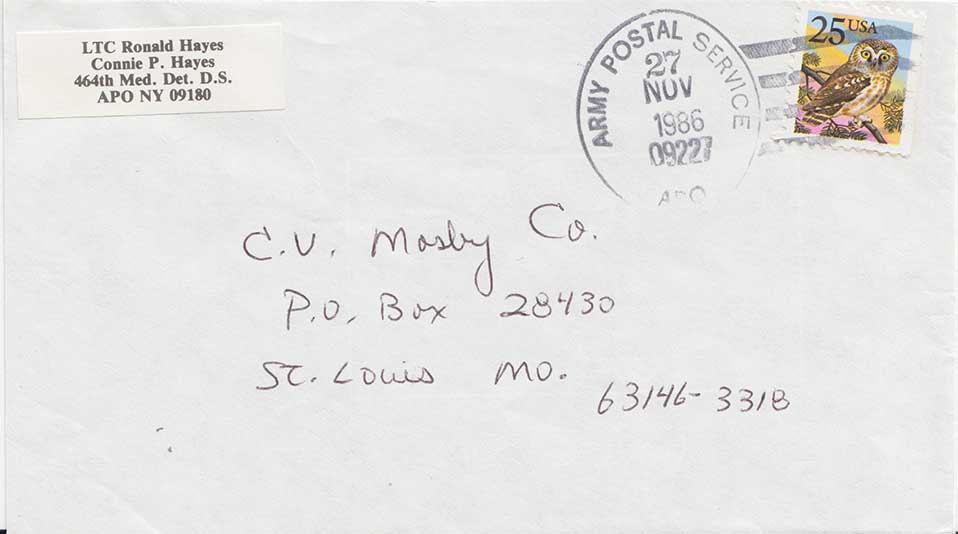 LTC Ronald Hayes
Connie P. Hayes
464th Med. Det. D.S.
APO NY 09180
ARMY POSTAL SERVICE
27
NOV
1986
09227
APO
25 USA
C.V. Mosby Co.
P.O. Box 28430
St. Louis Mo.
63146-3318